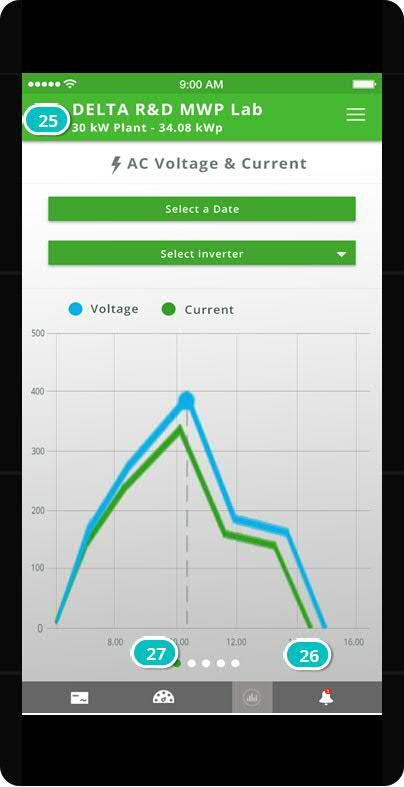 9:00 AM
25
DELTA R&D MWP Lab
30 kW Plant - 34.08 kWp
AC Voltage & Current
Select a Date
Select inverter
Voltage Current
500
400
300
200
100
0
8.00 12.00 16.00
27 26